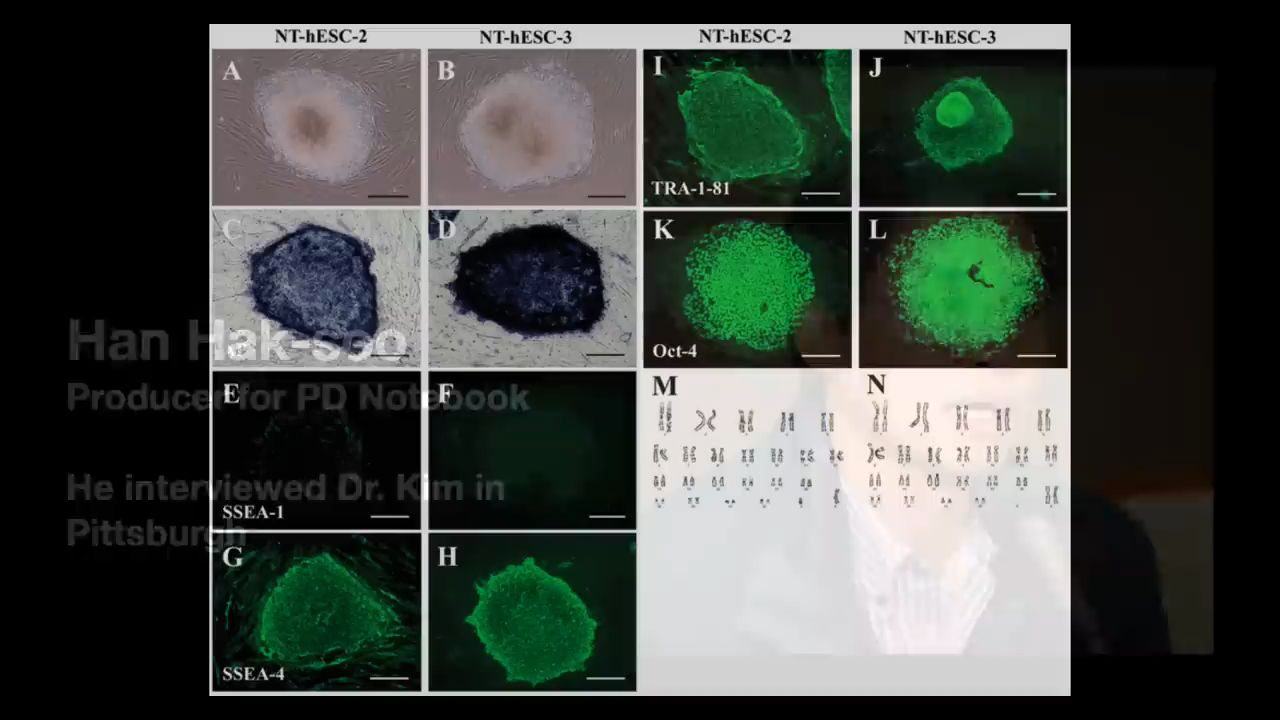 NT-hESC-2 NT-hESC-3 NT-hESC-2 NT-hESC-3
A B I J
TRA-1-81
C D K L
Oct-4
Han Hak-seo
Producer for PD Notebook
He interviewed Dr. Kim in
Pittsburgh
E F M N
SSEA-1
G H
SSEA-4